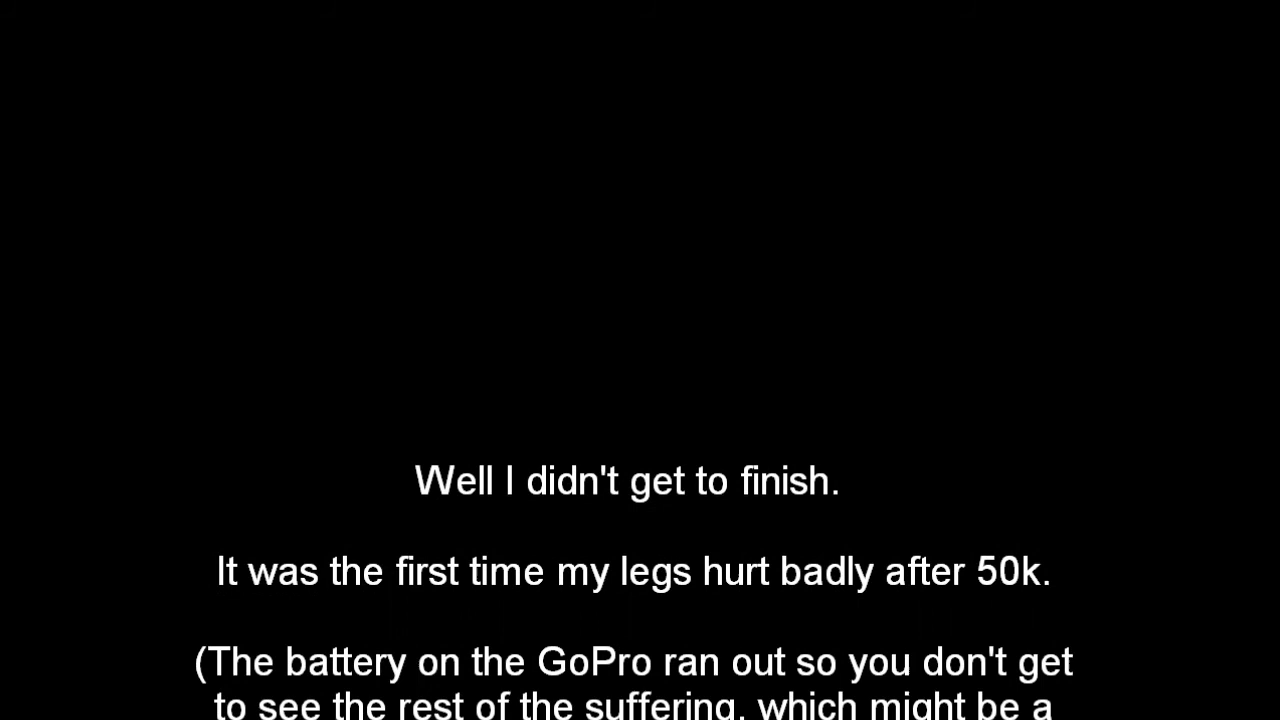 Well I didn't get to finish.
It was the first time my legs hurt badly after 50k.
(The battery on the GoPro ran out so you don't get
to see the rest of the suffering, which might be a